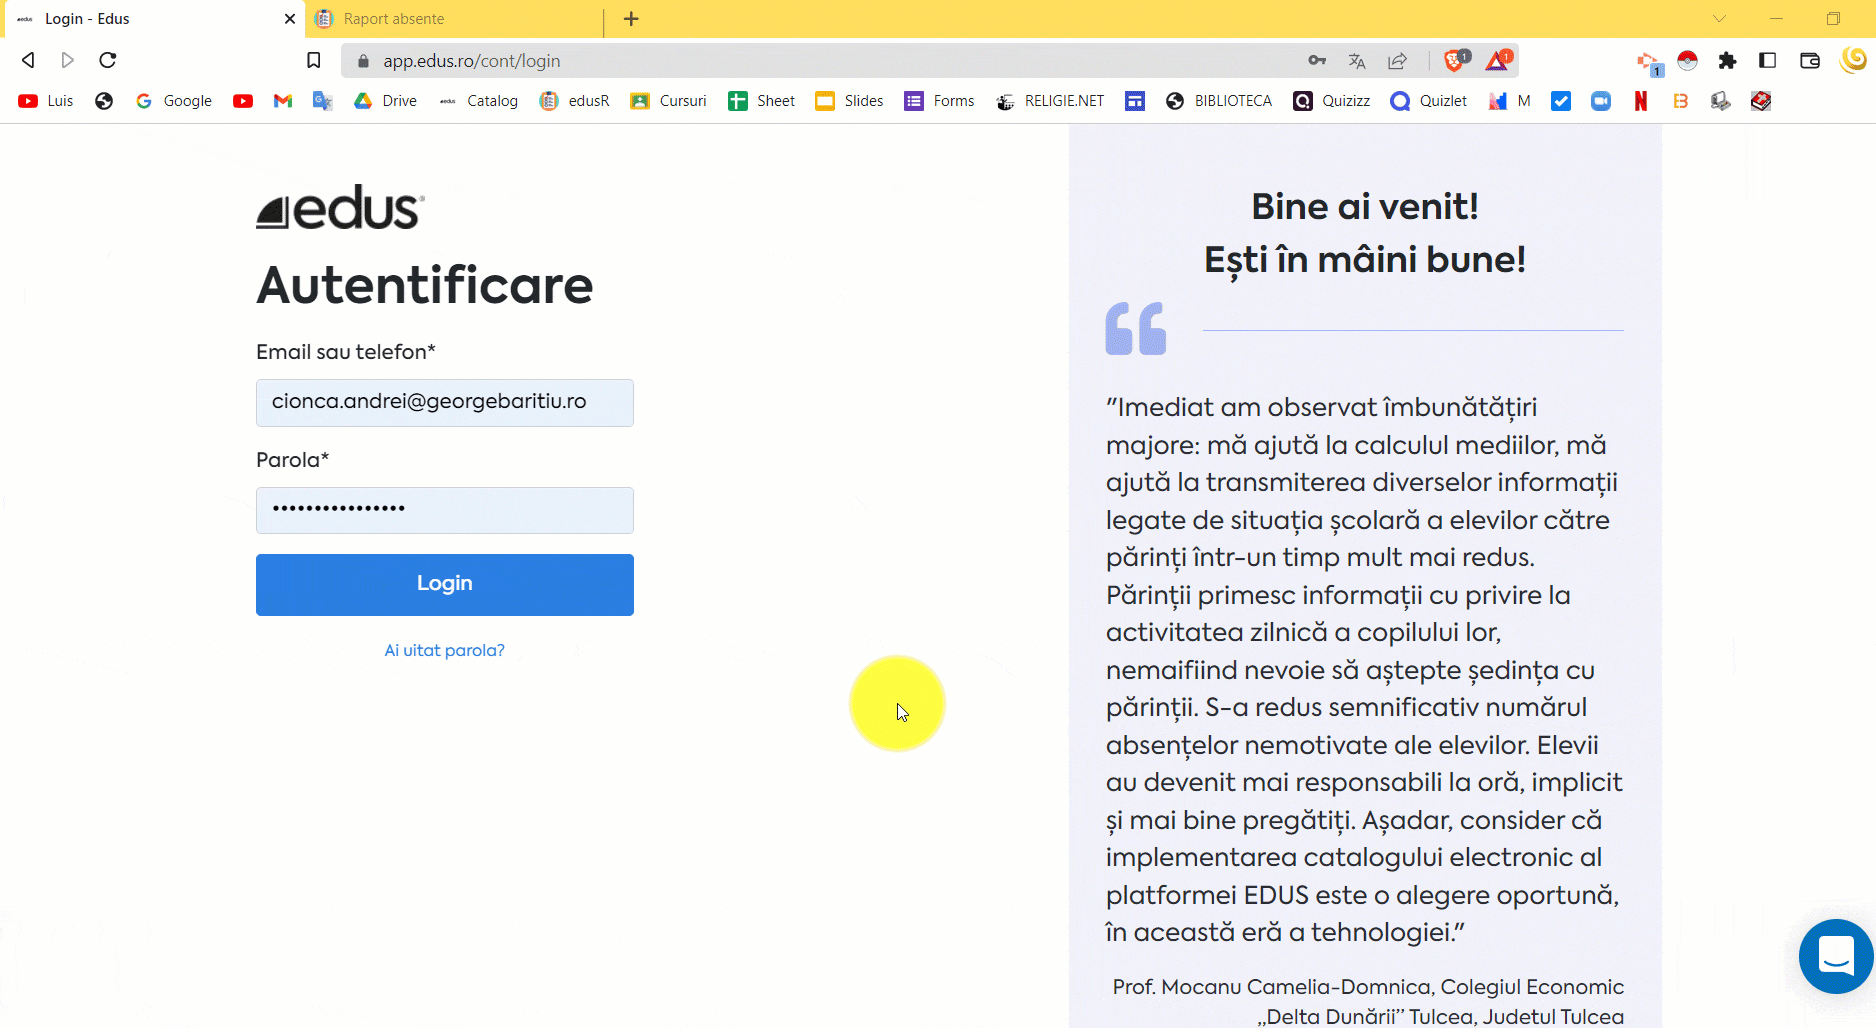 Login - Edus
Raport absente
app.edus.ro/cont/login
1
1
1
Luis
Google
Drive
edus
Catalog
edusR
Cursuri
Sheet
Slides
Forms
RELIGIE.NET
BIBLIOTECA
Quizizz
Quizlet
M
edus®
Autentificare
Email sau telefon*
cionca.andrei@georgebaritiu.ro
Parola*
••••••••••••••••
Login
Ai uitat parola?
Bine ai venit!
Ești în mâini bune!
"Imediat am observat îmbunătățiri
majore: mă ajută la calculul mediilor, mă
ajută la transmiterea diverselor informații
legate de situația școlară a elevilor către
părinți într-un timp mult mai redus.
Părinții primesc informații cu privire la
activitatea zilnică a copilului lor,
nemaifiind nevoie să aștepte ședința cu
părinții. S-a redus semnificativ numărul
absențelor nemotivate ale elevilor. Elevii
au devenit mai responsabili la oră, implicit
și mai bine pregătiți. Așadar, consider că
implementarea catalogului electronic al
platformei EDUS este o alegere oportună,
în această eră a tehnologiei."
Prof. Mocanu Camelia-Domnica, Colegiul Economic
„Delta Dunării” Tulcea, Judetul Tulcea